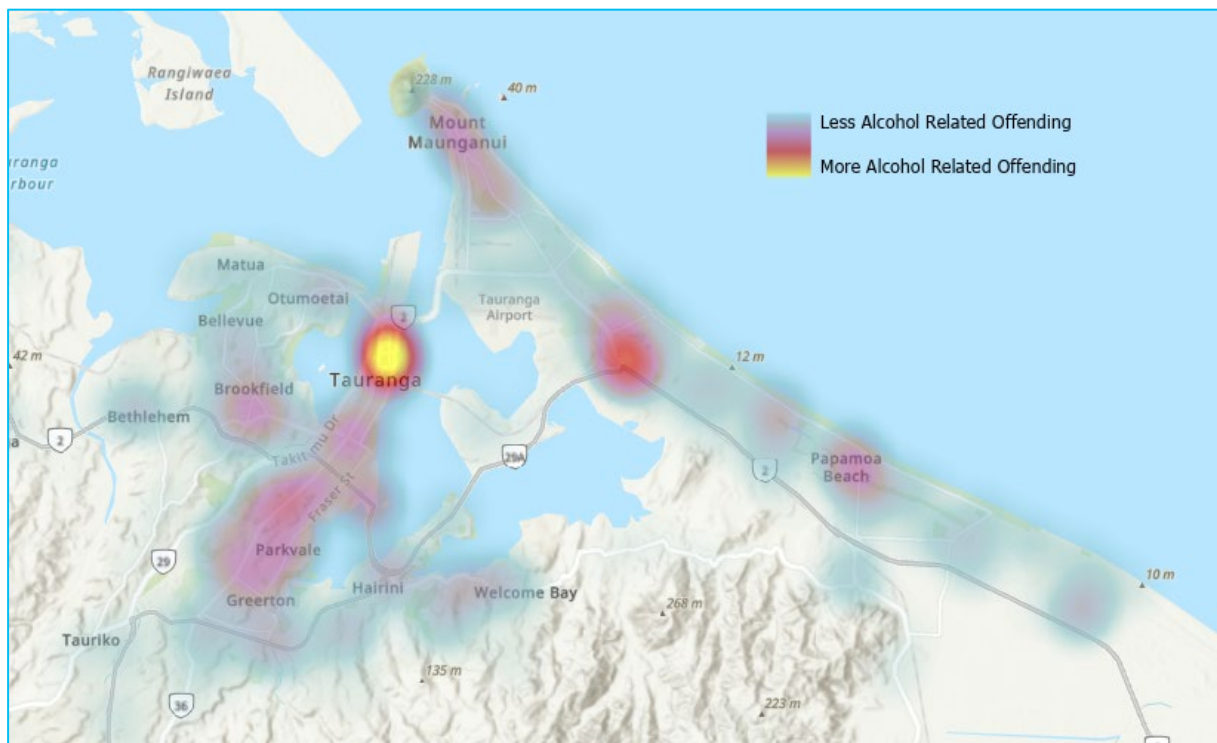 Rangiwaea
Island
228 m
40 m
Mount
Maunganui
Less Alcohol Related Offending
More Alcohol Related Offending
auranga
rbour
Matua
Otumoetai
Bellevue
Tauranga
Airport
2
42 m
12 m
Tauranga
Brookfield
Bethlehem
2
Takitimu Dr
29A
Papamoa
Beach
2
Fraser St
Parkvale
29
Hairini
Welcome Bay
10 m
Greerton
268 m
Tauriko
135 m
36
223 m